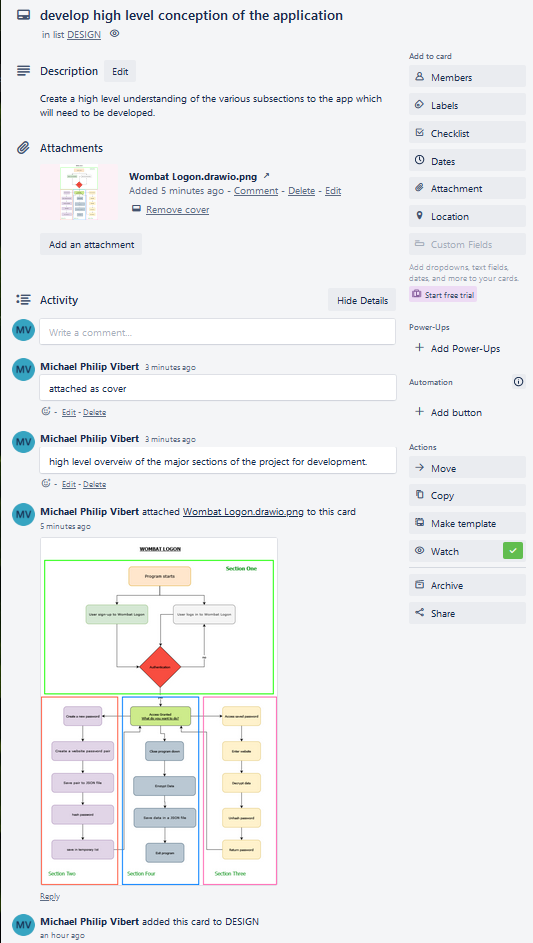 develop high level conception of the application
in list DESIGN
Description
Edit
Create a high level understanding of the various subsections to the app which
will need to be developed.
Attachments
Wombat Logon.drawio.png ↗
Added 5 minutes ago - Comment - Delete - Edit
Remove cover
Add an attachment
Activity
Hide Details
MV
Write a comment...
MV
Michael Philip Vibert 3 minutes ago
attached as cover
- Edit - Delete
MV
Michael Philip Vibert 3 minutes ago
high level overveiw of the major sections of the project for development.
- Edit - Delete
MV
Michael Philip Vibert attached Wombat Logon.drawio.png to this card
5 minutes ago
WOMBAT LOGON
Section One
Program starts
User sign-up to Wombat Logon
User logs in to Wombat Logon
Authentication
Create a new password
Access Granted
What do you want to do?
Access saved password
Create a website password pair
Close program down
Enter website
Save pair to JSON file
Encrypt Data
Decrypt data
Hash password
Save data in a JSON file
Unhash password
save in temporary list
Exit program
Return password
Section Two
Section Four
Section Three
Reply
MV
Michael Philip Vibert added this card to DESIGN
an hour ago
Add to card
Members
Labels
Checklist
Dates
Attachment
Location
Custom Fields
Add dropdowns, text fields,
dates, and more to your cards.
Start free trial
Power-Ups
+ Add Power-Ups
Automation
+ Add button
Actions
Move
Copy
Make template
Watch
Archive
Share